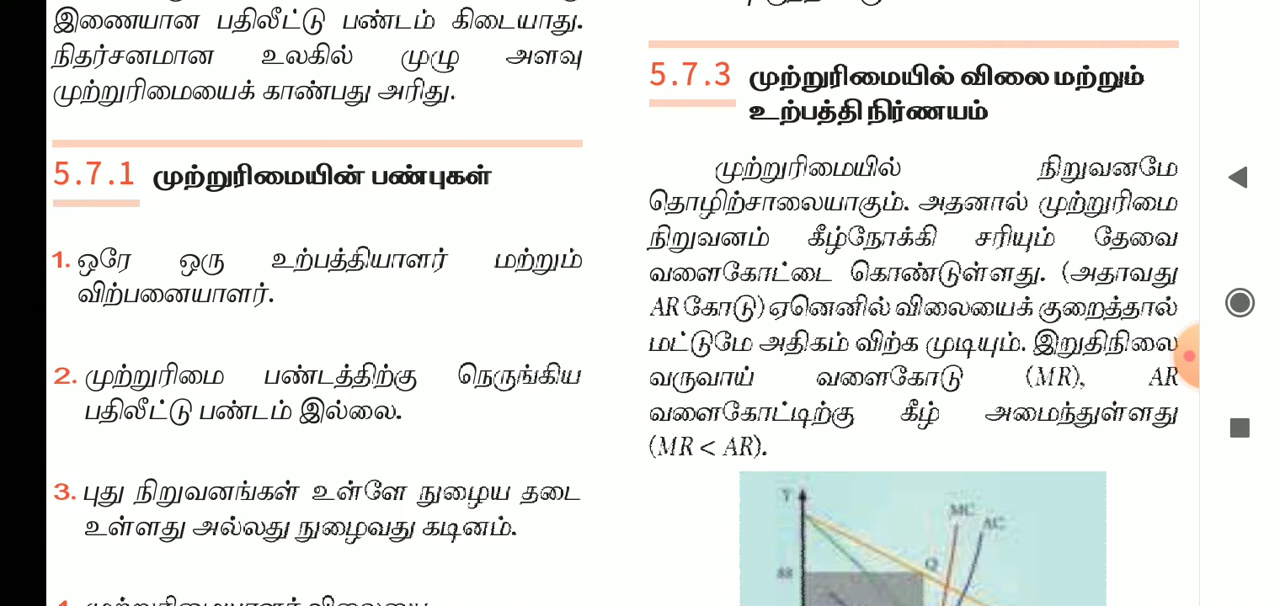 இணையான பதிலீட்டு பண்டம் கிடையாது.
நிதர்சனமான உலகில் முழு அளவு
முற்றுரிமையைக் காண்பது அரிது.
5.7.1 முற்றுரிமையின் பண்புகள்
1. ஒரே ஒரு உற்பத்தியாளர் மற்றும்
விற்பனையாளர்.
2. முற்றுரிமை பண்டத்திற்கு நெருங்கிய
பதிலீட்டு பண்டம் இல்லை.
3. புது நிறுவனங்கள் உள்ளே நுழைய தடை
உள்ளது அல்லது நுழைவது கடினம்.
5.7.3 முற்றுரிமையில் விலை மற்றும்
உற்பத்தி நிர்ணயம்
முற்றுரிமையில் நிறுவனமே
தொழிற்சாலையாகும். அதனால் முற்றுரிமை
நிறுவனம் கீழ்நோக்கி சரியும் தேவை
வளைகோட்டை கொண்டுள்ளது. (அதாவது
AR கோடு) ஏனெனில் விலையைக் குறைத்தால்
மட்டுமே அதிகம் விற்க முடியும். இறுதிநிலை
வருவாய் வளைகோடு (MR), AR
வளைகோட்டிற்கு கீழ் அமைந்துள்ளது
(MR < AR).
Y
MC
AC
Q